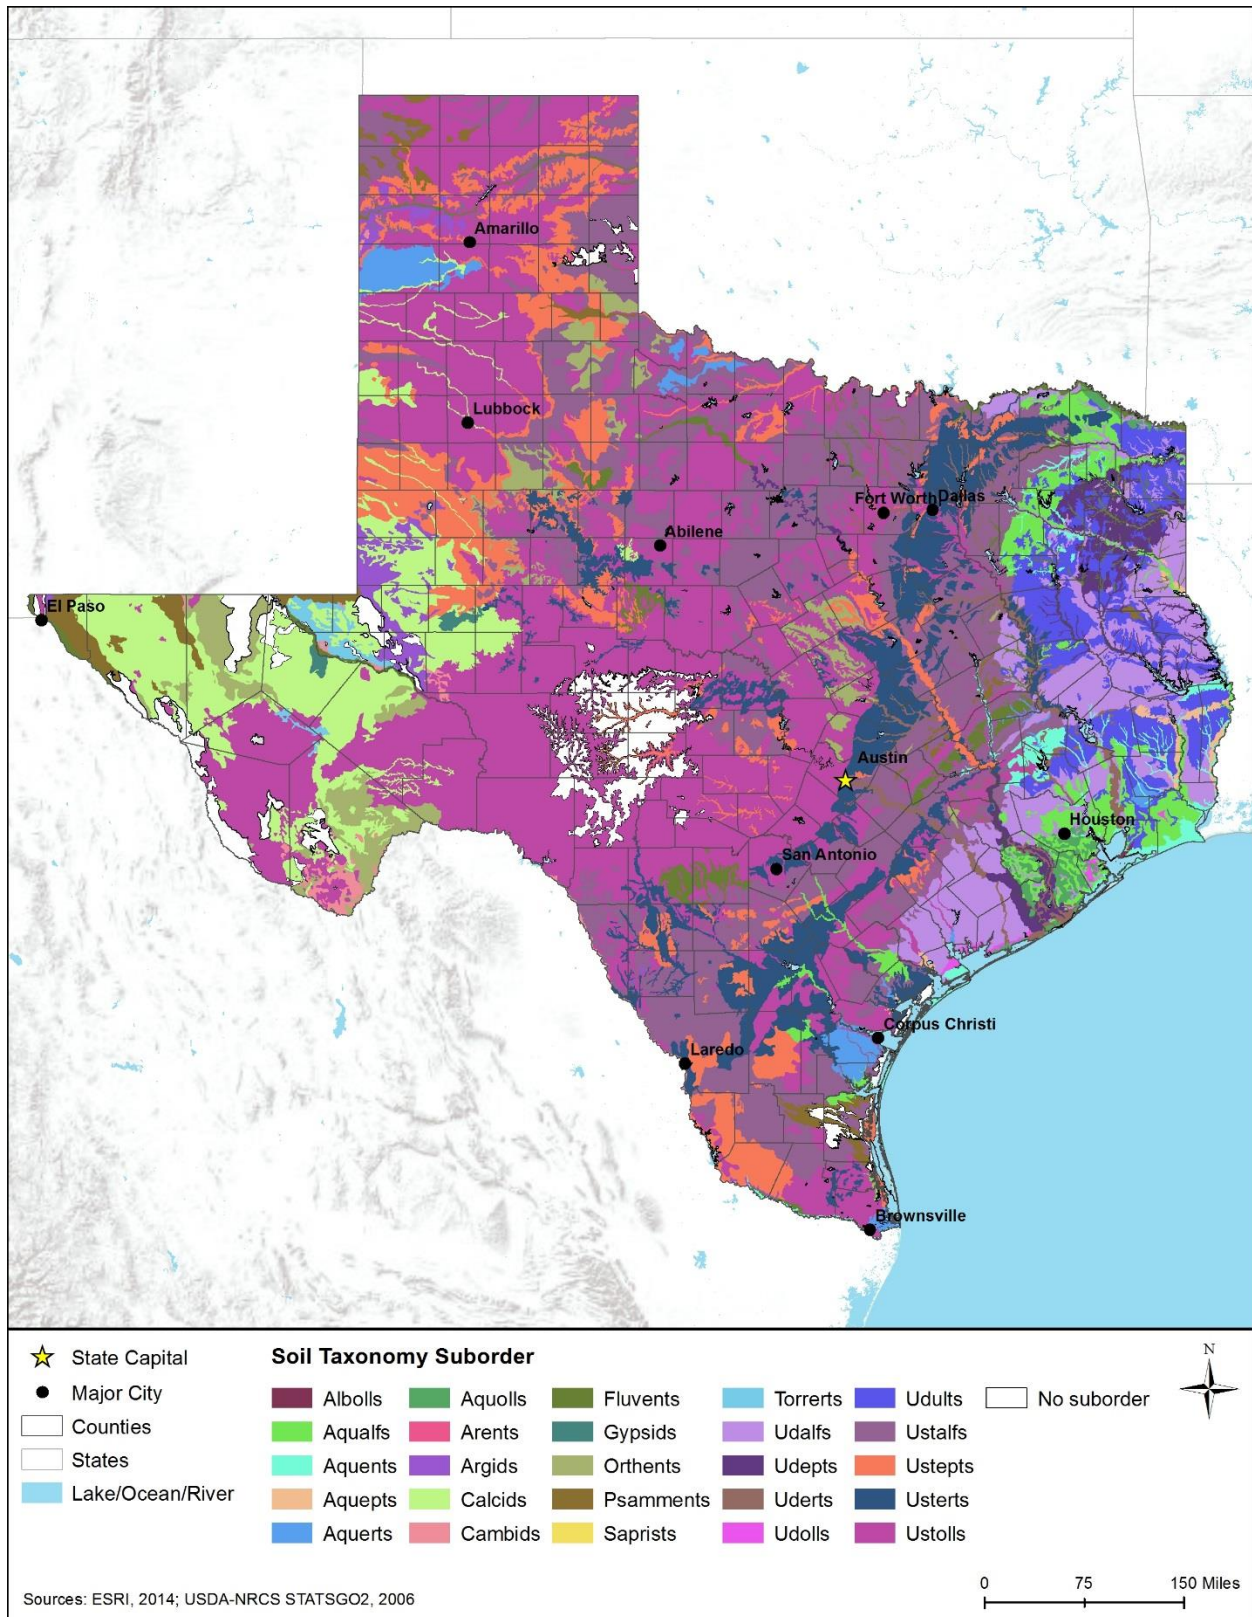 Amarillo
Lubbock
Fort Worth
Dallas
Abilene
El Paso
Austin
Houston
San Antonio
Corpus Christi
Laredo
Brownsville
State Capital
Major City
Counties
States
Lake/Ocean/River
Soil Taxonomy Suborder
Albolls
Aqualfs
Aquents
Aquepts
Aquerts
Aquolls
Arents
Argids
Calcids
Cambids
Fluvents
Gypsids
Orthents
Psamments
Saprists
Torrerts
Udalfs
Udepts
Uderts
Udolls
Udults
Ustalfs
Ustepts
Usterts
Ustolls
No suborder
N
0 75 150 Miles
Sources: ESRI, 2014; USDA-NRCS STATSGO2, 2006